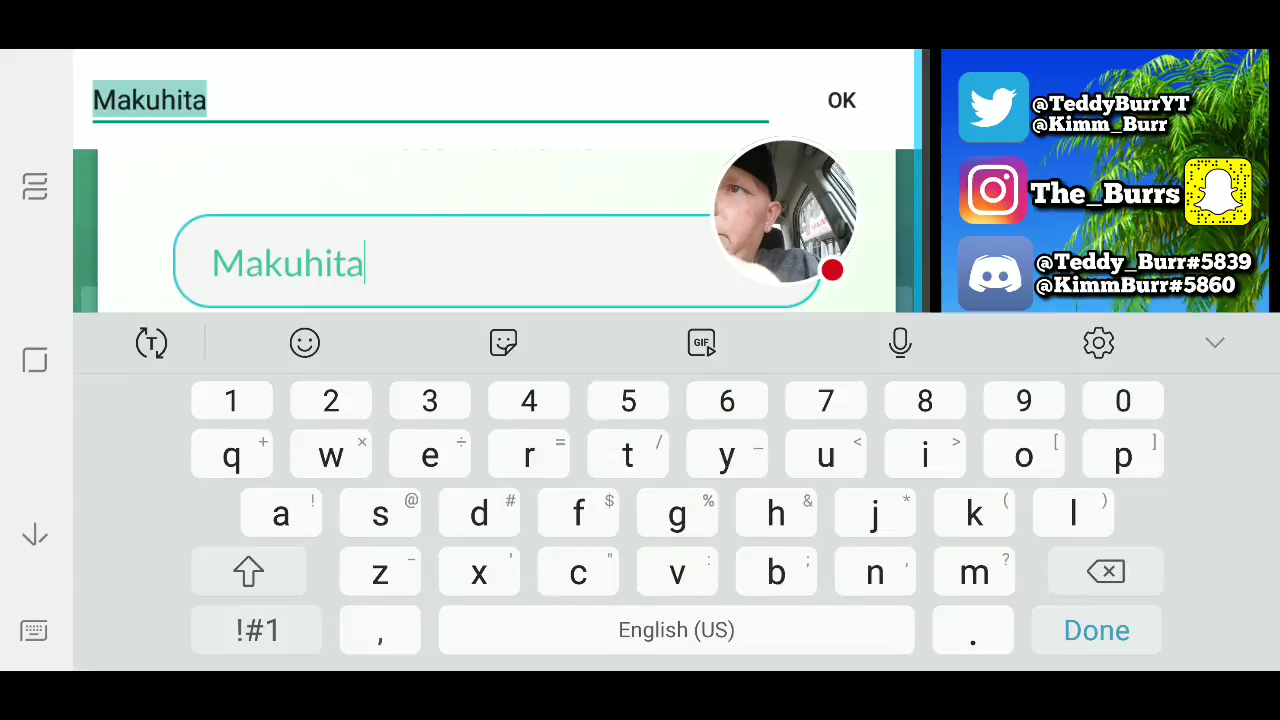 Makuhita
OK
@TeddyBurrYT
@Kimm_Burr
Makuhita
The_Burrs
@Teddy_Burr#5839
@KimmBurr#5860
T
GIF
1 2 3 4 5 6 7 8 9 0
q + w × e ÷ r = t / y _ u < i > o [ p ]
a ! s @ d # f $ g % h & j * k ( l )
z - x ' c " v : b ; n , m ?
!#1 , English (US) . Done